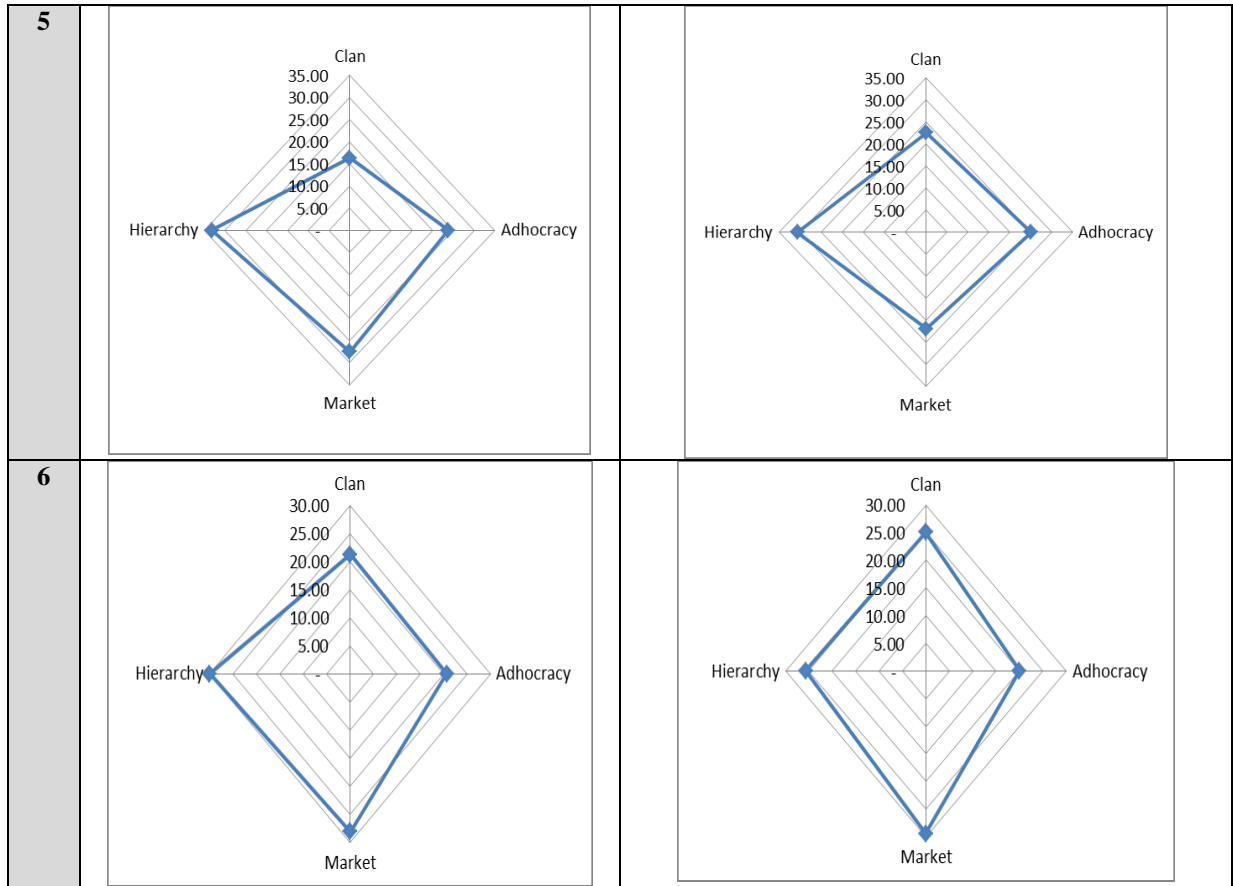 5
Clan
35.00
30.00
25.00
20.00
15.00
10.00
5.00
-
Hierarchy
Adhocracy
Market
Clan
35.00
30.00
25.00
20.00
15.00
10.00
5.00
-
Hierarchy
Adhocracy
Market
6
Clan
30.00
25.00
20.00
15.00
10.00
5.00
-
Hierarchy
Adhocracy
Market
Clan
30.00
25.00
20.00
15.00
10.00
5.00
-
Hierarchy
Adhocracy
Market